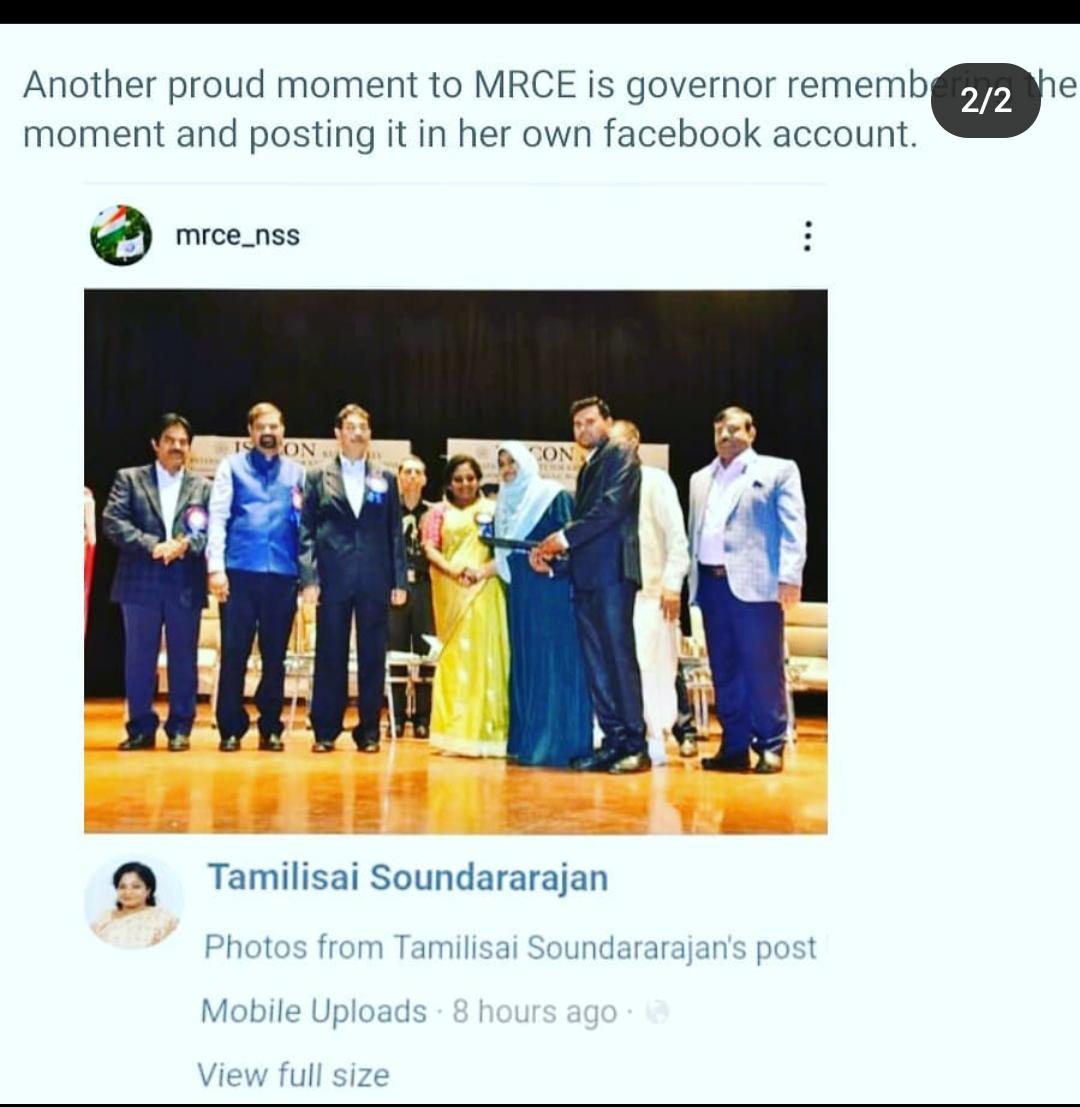 Another proud moment to MRCE is governor remembering the
2/2
moment and posting it in her own facebook account.
mrce_nss
CON
Tamilisai Soundararajan
Photos from Tamilisai Soundararajan's post
Mobile Uploads · 8 hours ago ·
View full size